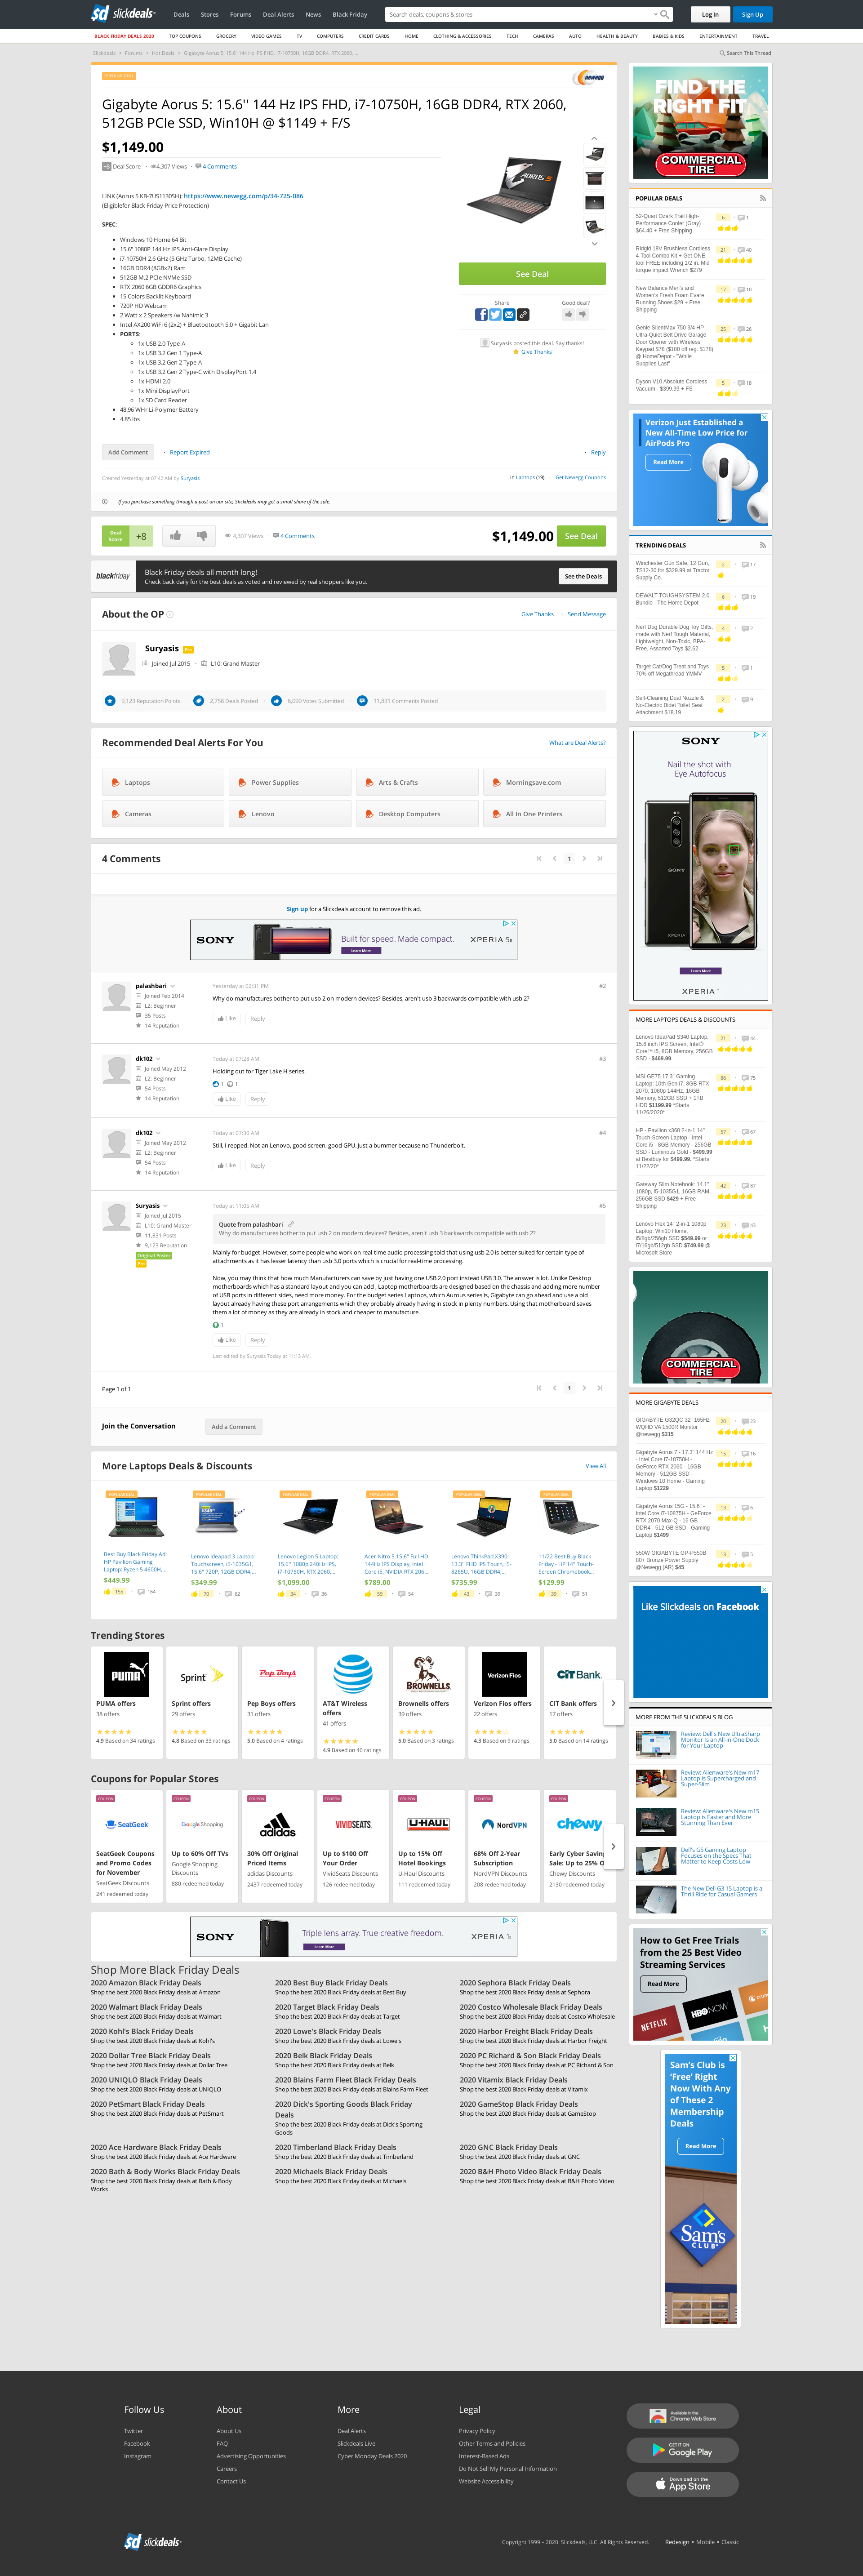 slickdeals
Deals Stores Forums Deal Alerts News Black Friday
Search deals, coupons & stores
Log In Sign Up
BLACK FRIDAY DEALS 2020 TOP COUPONS GROCERY VIDEO GAMES TV COMPUTERS CREDIT CARDS HOME CLOTHING & ACCESSORIES TECH CAMERAS AUTO HEALTH & BEAUTY BABIES & KIDS ENTERTAINMENT TRAVEL
Slickdeals Forums Hot Deals Gigabyte Aorus 5: 15.6'' 144 Hz IPS FHD, i7-10750H, 16GB DDR4, RTX 2060, ...
Search This Thread
POPULAR DEAL
newegg
Gigabyte Aorus 5: 15.6'' 144 Hz IPS FHD, i7-10750H, 16GB DDR4, RTX 2060,
512GB PCIe SSD, Win10H @ $1149 + F/S
$1,149.00
+8 Deal Score 4,307 Views 4 Comments
LINK (Aorus 5 KB-7US1130SH): https://www.newegg.com/p/34-725-086
(Eligiblefor Black Friday Price Protection)
SPEC:
Windows 10 Home 64 Bit
15.6" 1080P 144 Hz IPS Anti-Glare Display
i7-10750H 2.6 GHz (5 GHz Turbo, 12MB Cache)
16GB DDR4 (8GBx2) Ram
512GB M.2 PCIe NVMe SSD
RTX 2060 6GB GDDR6 Graphics
15 Colors Backlit Keyboard
720P HD Webcam
2 Watt x 2 Speakers /w Nahimic 3
Intel AX200 WiFi 6 (2x2) + Bluetootooth 5.0 + Gigabit Lan
PORTS:
1x USB 2.0 Type-A
1x USB 3.2 Gen 1 Type-A
1x USB 3.2 Gen 2 Type-A
1x USB 3.2 Gen 2 Type-C with DisplayPort 1.4
1x HDMI 2.0
1x Mini DisplayPort
1x SD Card Reader
48.96 WHr Li-Polymer Battery
4.85 lbs
See Deal
Share Good deal?
Suryasis posted this deal. Say thanks!
Give Thanks
Add Comment Report Expired Reply
Created Yesterday at 07:42 AM by Suryasis
in Laptops (19) Get Newegg Coupons
If you purchase something through a post on our site, Slickdeals may get a small share of the sale.
Deal
Score +8 4,307 Views 4 Comments $1,149.00 See Deal
blackfriday
Black Friday deals all month long!
Check back daily for the best deals as voted and reviewed by real shoppers like you.
See the Deals
About the OP
Give Thanks Send Message
Suryasis Pro
Joined Jul 2015 L10: Grand Master
9,123 Reputation Points 2,758 Deals Posted 6,090 Votes Submitted 11,831 Comments Posted
Recommended Deal Alerts For You
What are Deal Alerts?
Laptops Power Supplies Arts & Crafts Morningsave.com
Cameras Lenovo Desktop Computers All In One Printers
4 Comments
1
Sign up for a Slickdeals account to remove this ad.
SONY Built for speed. Made compact. XPERIA 5
Learn More
palashbari
Joined Feb 2014
L2: Beginner
35 Posts
14 Reputation
Yesterday at 02:31 PM #2
Why do manufactures bother to put usb 2 on modern devices? Besides, aren't usb 3 backwards compatible with usb 2?
Like Reply
dk102
Joined May 2012
L2: Beginner
54 Posts
14 Reputation
Today at 07:28 AM #3
Holding out for Tiger Lake H series.
1 1
Like Reply
dk102
Joined May 2012
L2: Beginner
54 Posts
14 Reputation
Today at 07:30 AM #4
Still, I repped. Not an Lenovo, good screen, good GPU. Just a bummer because no Thunderbolt.
Like Reply
Suryasis
Joined Jul 2015
L10: Grand Master
11,831 Posts
9,123 Reputation
Original Poster
Pro
Today at 11:05 AM #5
Quote from palashbari
Why do manufactures bother to put usb 2 on modern devices? Besides, aren't usb 3 backwards compatible with usb 2?
Mainly for budget. However, some people who work on real-time audio processing told that using usb 2.0 is better suited for certain type of
attachments as it has lesser latency than usb 3.0 ports which is crucial for real-time processing.
Now, you may think that how much Manufacturers can save by just having one USB 2.0 port instead USB 3.0. The answer is lot. Unlike Desktop
motherboards which has a standard layout and you can add , Laptop motherboards are designed based on the chassis and adding more number
of USB ports in different sides, need more money. For the budget series Laptops, which Aurous series is, Gigabyte can go ahead and use a old
layout already having these port arrangements which they probably already having in stock in plenty numbers. Using that motherboard saves
them a lot of money as they are already in stock and cheaper to manufacture.
1
Like Reply
Last edited by Suryasis Today at 11:13 AM.
Page 1 of 1 1
Join the Conversation Add a Comment
More Laptops Deals & Discounts View All
Best Buy Black Friday Ad:
HP Pavilion Gaming
Laptop: Ryzen 5 4600H,...
$449.99
155 164
Lenovo Ideapad 3 Laptop:
Touchscreen, i5-1035G1,
15.6" 720P, 12GB DDR4,...
$349.99
70 62
Lenovo Legion 5 Laptop:
15.6'' 1080p 240Hz IPS,
i7-10750H, RTX 2060,...
$1,099.00
34 36
Acer Nitro 5 15.6" Full HD
144Hz IPS Display, Intel
Core i5, NVIDIA RTX 206...
$789.00
59 54
Lenovo ThinkPad X390:
13.3'' FHD IPS Touch, i5-
8265U, 16GB DDR4,...
$735.99
43 39
11/22 Best Buy Black
Friday - HP 14" Touch-
Screen Chromebook...
$129.99
39 51
Trending Stores
PUMA offers
38 offers
4.9 Based on 34 ratings
Sprint offers
29 offers
4.8 Based on 33 ratings
Pep Boys offers
31 offers
5.0 Based on 4 ratings
AT&T Wireless
offers
41 offers
4.9 Based on 40 ratings
Brownells offers
39 offers
5.0 Based on 3 ratings
Verizon Fios offers
22 offers
4.3 Based on 9 ratings
CIT Bank offers
17 offers
5.0 Based on 14 ratings
Coupons for Popular Stores
SeatGeek Coupons
and Promo Codes
for November
SeatGeek Discounts
241 redeemed today
Up to 60% Off TVs
Google Shopping
Discounts
880 redeemed today
30% Off Original
Priced Items
adidas Discounts
2437 redeemed today
Up to $100 Off
Your Order
VividSeats Discounts
126 redeemed today
Up to 15% Off
Hotel Bookings
U-Haul Discounts
111 redeemed today
68% Off 2-Year
Subscription
NordVPN Discounts
208 redeemed today
Early Cyber Saving
Sale: Up to 25% O
Chewy Discounts
2130 redeemed today
SONY Triple lens array. True creative freedom. XPERIA 1
Learn More
Shop More Black Friday Deals
2020 Amazon Black Friday Deals
Shop the best 2020 Black Friday deals at Amazon
2020 Best Buy Black Friday Deals
Shop the best 2020 Black Friday deals at Best Buy
2020 Sephora Black Friday Deals
Shop the best 2020 Black Friday deals at Sephora
2020 Walmart Black Friday Deals
Shop the best 2020 Black Friday deals at Walmart
2020 Target Black Friday Deals
Shop the best 2020 Black Friday deals at Target
2020 Costco Wholesale Black Friday Deals
Shop the best 2020 Black Friday deals at Costco Wholesale
2020 Kohl's Black Friday Deals
Shop the best 2020 Black Friday deals at Kohl's
2020 Lowe's Black Friday Deals
Shop the best 2020 Black Friday deals at Lowe's
2020 Harbor Freight Black Friday Deals
Shop the best 2020 Black Friday deals at Harbor Freight
2020 Dollar Tree Black Friday Deals
Shop the best 2020 Black Friday deals at Dollar Tree
2020 Belk Black Friday Deals
Shop the best 2020 Black Friday deals at Belk
2020 PC Richard & Son Black Friday Deals
Shop the best 2020 Black Friday deals at PC Richard & Son
2020 UNIQLO Black Friday Deals
Shop the best 2020 Black Friday deals at UNIQLO
2020 Blains Farm Fleet Black Friday Deals
Shop the best 2020 Black Friday deals at Blains Farm Fleet
2020 Vitamix Black Friday Deals
Shop the best 2020 Black Friday deals at Vitamix
2020 PetSmart Black Friday Deals
Shop the best 2020 Black Friday deals at PetSmart
2020 Dick's Sporting Goods Black Friday
Deals
Shop the best 2020 Black Friday deals at Dick's Sporting
Goods
2020 GameStop Black Friday Deals
Shop the best 2020 Black Friday deals at GameStop
2020 Ace Hardware Black Friday Deals
Shop the best 2020 Black Friday deals at Ace Hardware
2020 Timberland Black Friday Deals
Shop the best 2020 Black Friday deals at Timberland
2020 GNC Black Friday Deals
Shop the best 2020 Black Friday deals at GNC
2020 Bath & Body Works Black Friday Deals
Shop the best 2020 Black Friday deals at Bath & Body
Works
2020 Michaels Black Friday Deals
Shop the best 2020 Black Friday deals at Michaels
2020 B&H Photo Video Black Friday Deals
Shop the best 2020 Black Friday deals at B&H Photo Video
FIND THE
RIGHT FIT
COMMERCIAL
TIRE
POPULAR DEALS
52-Quart Ozark Trail High-
Performance Cooler (Gray)
$64.40 + Free Shipping
6 1
Ridgid 18V Brushless Cordless
4-Tool Combo Kit + Get ONE
tool FREE including 1/2 in. Mid
torque impact Wrench $279
21 40
New Balance Men's and
Women's Fresh Foam Evare
Running Shoes $29 + Free
Shipping
17 10
Genie SilentMax 750 3/4 HP
Ultra-Quiet Belt Drive Garage
Door Opener with Wireless
Keypad $78 ($100 off reg. $178)
@ HomeDepot - "While
Supplies Last"
25 26
Dyson V10 Absolute Cordless
Vacuum - $399.99 + FS
5 18
Verizon Just Established a
New All-Time Low Price for
AirPods Pro
Read More
TRENDING DEALS
Winchester Gun Safe, 12 Gun,
TS12-30 for $329.99 at Tractor
Supply Co.
2 17
DEWALT TOUGHSYSTEM 2.0
Bundle - The Home Depot
6 19
Nerf Dog Durable Dog Toy Gifts,
made with Nerf Tough Material,
Lightweight, Non-Toxic, BPA-
Free, Assorted Toys $2.62
4 2
Target Cat/Dog Treat and Toys
70% off Megathread YMMV
5 1
Self-Cleaning Dual Nozzle &
No-Electric Bidet Toilet Seat
Attachment $18.19
2 9
SONY
Nail the shot with
Eye Autofocus
Learn More
XPERIA 1
MORE LAPTOPS DEALS & DISCOUNTS
Lenovo IdeaPad S340 Laptop,
15.6 inch IPS Screen, Intel®
Core™ i5, 8GB Memory, 256GB
SSD - $469.99
21 44
MSI GE75 17.3" Gaming
Laptop: 10th Gen i7, 8GB RTX
2070, 1080p 144Hz, 16GB
Memory, 512GB SSD + 1TB
HDD $1199.99 *Starts
11/26/2020*
86 75
HP - Pavilion x360 2-in-1 14"
Touch-Screen Laptop - Intel
Core i5 - 8GB Memory - 256GB
SSD - Luminous Gold - $499.99
at Bestbuy for $499.99. *Starts
11/22/20*
57 67
Gateway Slim Notebook: 14.1"
1080p, i5-1035G1, 16GB RAM,
256GB SSD $429 + Free
Shipping
42 87
Lenovo Flex 14" 2-in-1 1080p
Laptop: Win10 Home,
i5/8gb/256gb SSD $549.99 or
i7/16gb/512gb SSD $749.99 @
Microsoft Store
23 43
COMMERCIAL
TIRE
MORE GIGABYTE DEALS
GIGABYTE G32QC 32" 165Hz
WQHD VA 1500R Monitor
@newegg $315
20 23
Gigabyte Aorus 7 - 17.3" 144 Hz
- Intel Core i7-10750H -
GeForce RTX 2060 - 16GB
Memory - 512GB SSD -
Windows 10 Home - Gaming
Laptop $1229
15 16
Gigabyte Aorus 15G - 15.6" -
Intel Core i7-10875H - GeForce
RTX 2070 Max-Q - 16 GB
DDR4 - 512 GB SSD - Gaming
Laptop $1499
13 6
550W GIGABYTE GP-P550B
80+ Bronze Power Supply
@Newegg (AR) $45
13 5
Like Slickdeals on Facebook
MORE FROM THE SLICKDEALS BLOG
Review: Dell's New UltraSharp
Monitor Is an All-in-One Dock
for Your Laptop
Review: Alienware's New m17
Laptop is Supercharged and
Super-Slim
Review: Alienware's New m15
Laptop is Faster and More
Stunning Than Ever
Dell's G5 Gaming Laptop
Focuses on the Specs That
Matter to Keep Costs Low
The New Dell G3 15 Laptop is a
Thrill Ride for Casual Gamers
How to Get Free Trials
from the 25 Best Video
Streaming Services
Read More
NETFLIX HBO NOW
Sam's Club is
'Free' Right
Now With Any
of These 2
Membership
Deals
Read More
Sam's
CLUB
Follow Us
Twitter
Facebook
Instagram
About
About Us
FAQ
Advertising Opportunities
Careers
Contact Us
More
Deal Alerts
Slickdeals Live
Cyber Monday Deals 2020
Legal
Privacy Policy
Other Terms and Policies
Interest-Based Ads
Do Not Sell My Personal Information
Website Accessibility
Available in the
Chrome Web Store
GET IT ON
Google Play
Download on the
App Store
slickdeals
Copyright 1999 – 2020. Slickdeals, LLC. All Rights Reserved. Redesign • Mobile • Classic